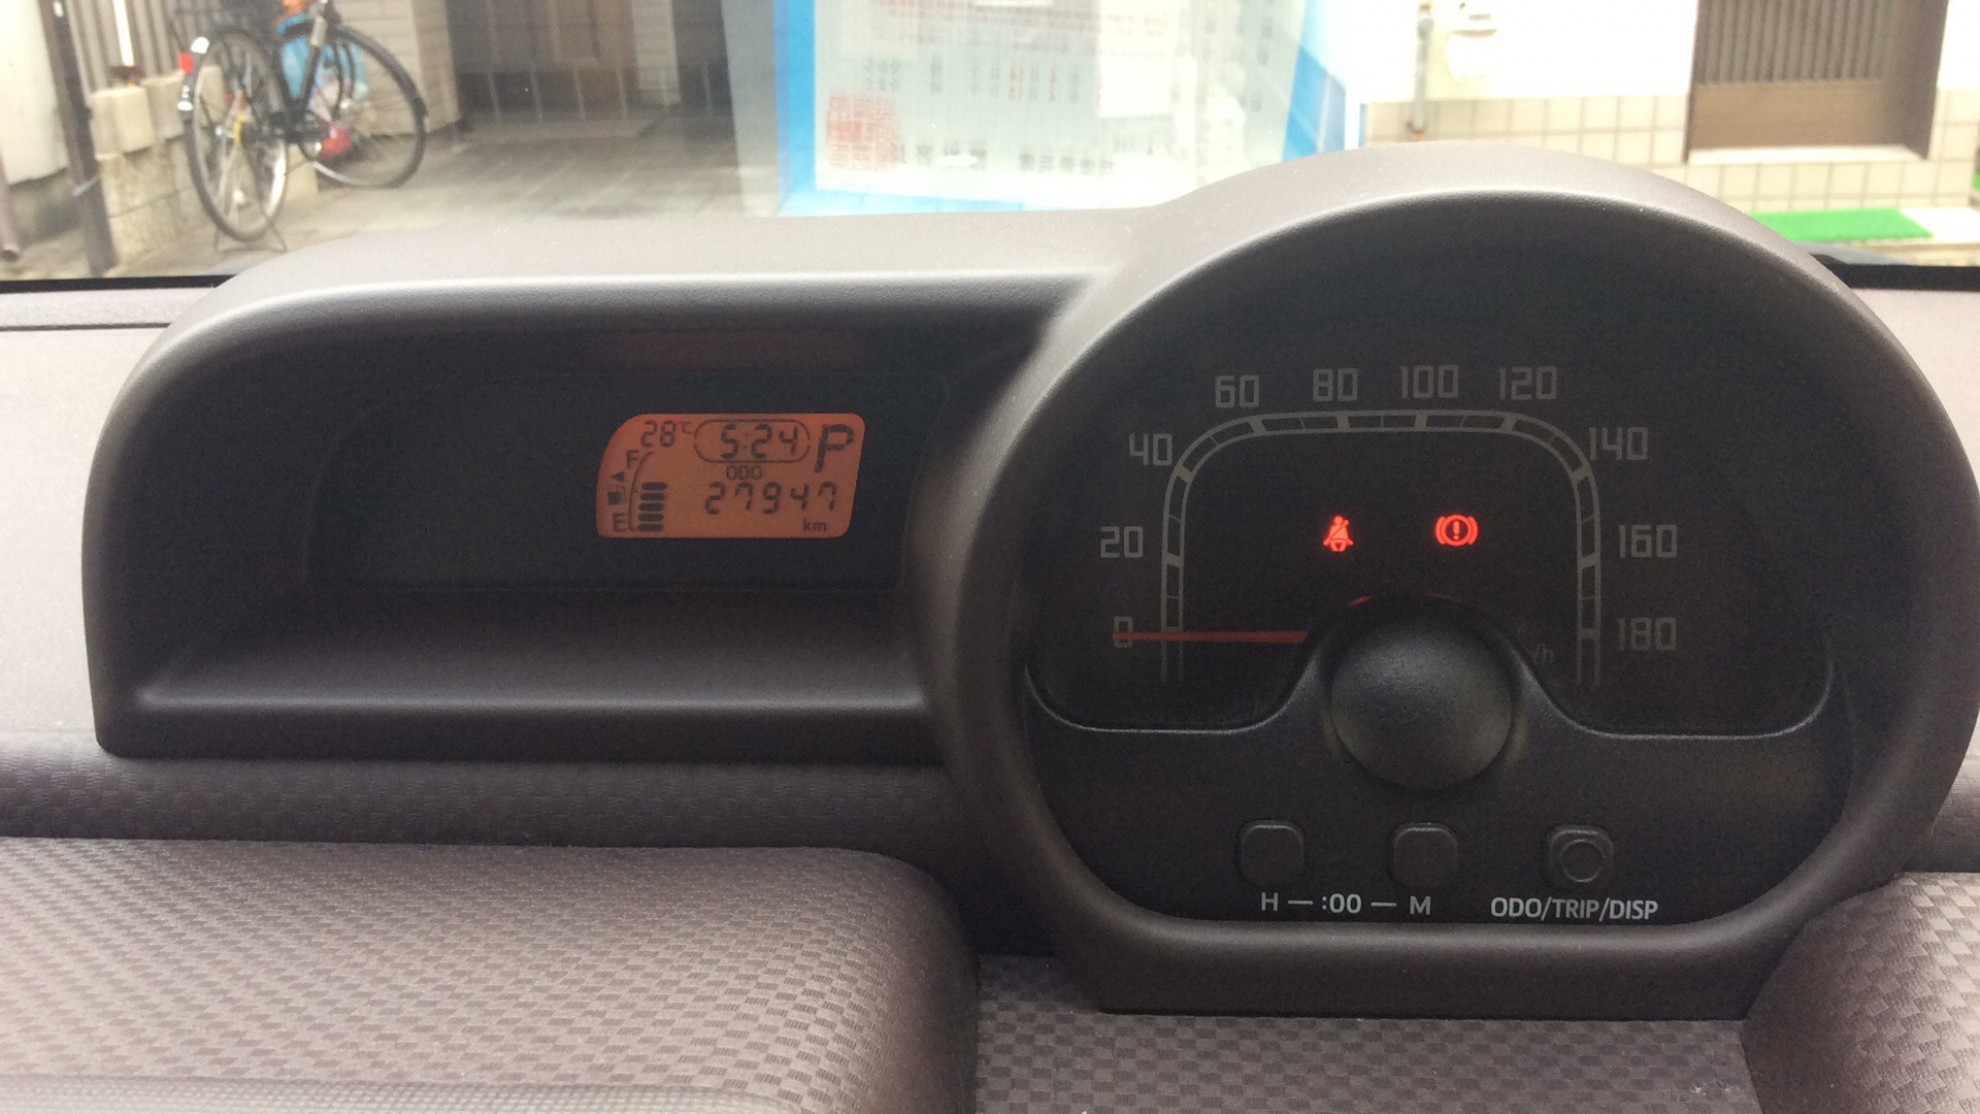 28℃ 5:24 P
F
ODO
27947
E
km
60 80 100 120
40 140
20 160
0 180
H — :00 — M ODO/TRIP/DISP